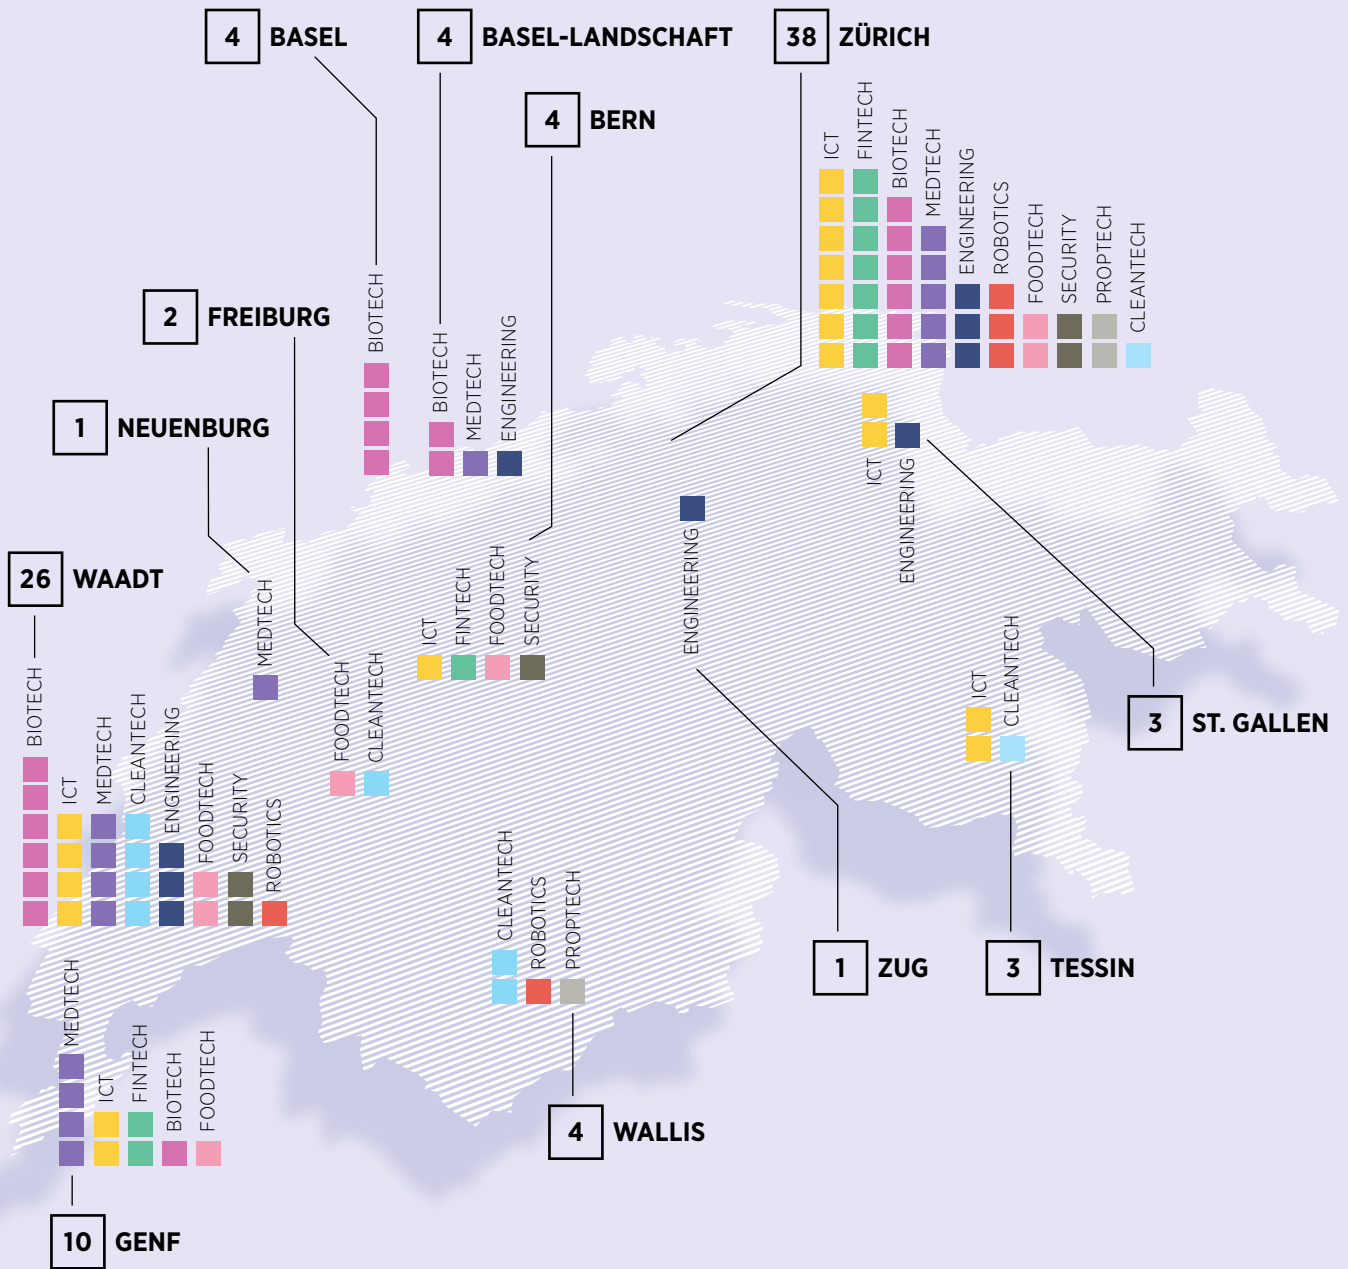 4 BASEL
4 BASEL-LANDSCHAFT
38 ZÜRICH
4 BERN
ICT
FINTECH
BIOTECH
MEDTECH
ENGINEERING
ROBOTICS
FOODTECH
SECURITY
PROPTECH
CLEANTECH
2 FREIBURG
BIOTECH
BIOTECH
MEDTECH
ENGINEERING
1 NEUENBURG
ICT
ENGINEERING
ENGINEERING
26 WAADT
MEDTECH
ICT
FINTECH
FOODTECH
SECURITY
FOODTECH
CLEANTECH
ICT
CLEANTECH
3 ST. GALLEN
BIOTECH
ICT
MEDTECH
CLEANTECH
ENGINEERING
FOODTECH
SECURITY
ROBOTICS
CLEANTECH
ROBOTICS
PROPTECH
1 ZUG
3 TESSIN
MEDTECH
ICT
FINTECH
BIOTECH
FOODTECH
4 WALLIS
10 GENF